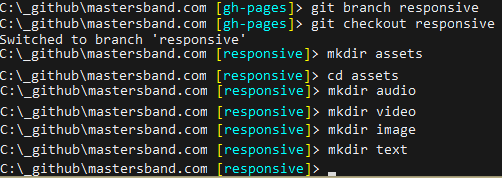 C:\_github\mastersband.com [gh-pages]> git branch responsive
C:\_github\mastersband.com [gh-pages]> git checkout responsive
Switched to branch 'responsive'
C:\_github\mastersband.com [responsive]> mkdir assets
C:\_github\mastersband.com [responsive]> cd assets
C:\_github\mastersband.com [responsive]> mkdir audio
C:\_github\mastersband.com [responsive]> mkdir video
C:\_github\mastersband.com [responsive]> mkdir image
C:\_github\mastersband.com [responsive]> mkdir text
C:\_github\mastersband.com [responsive]> _